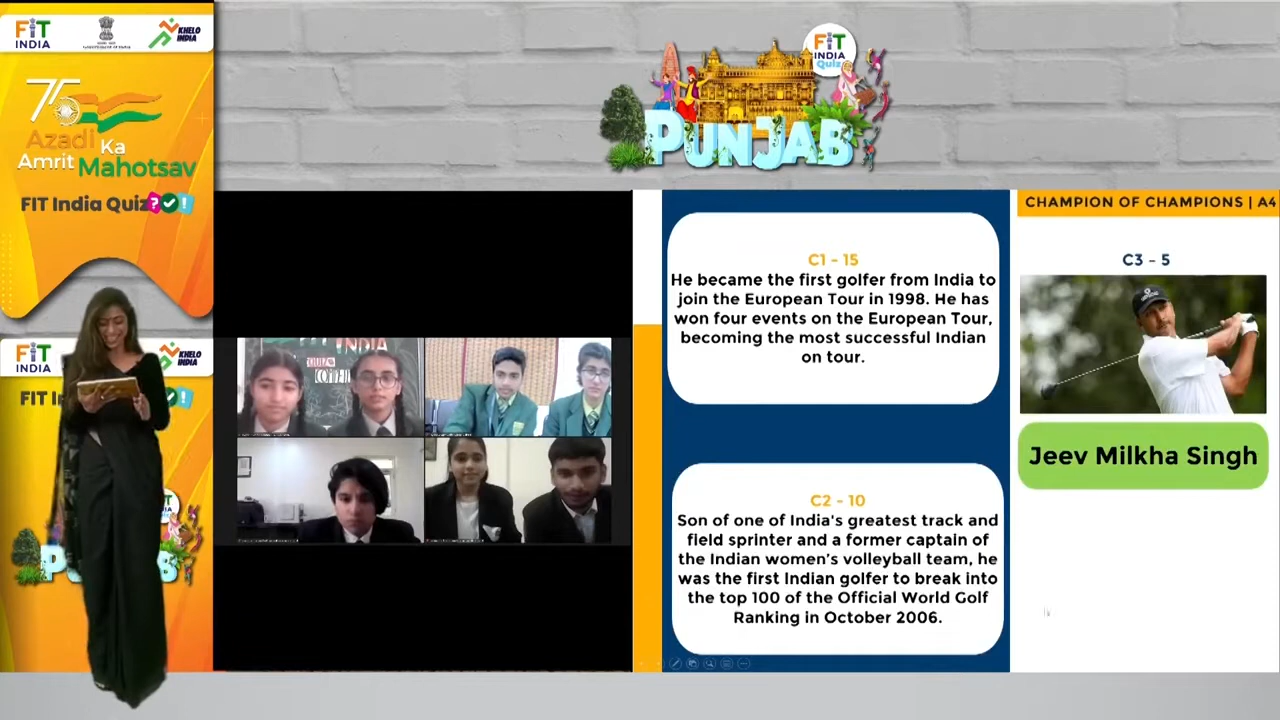 FiT
INDIA
KHELO
INDIA
75
Azadi
Ka
Amrit
Mahotsav
FIT India Quiz
FiT
INDIA
KHELO
INDIA
FIT I
FiT
INDIA
Quiz
PUNJAB
INDIA
QUIZ
C1 - 15
He became the first golfer from India to
join the European Tour in 1998. He has
won four events on the European Tour,
becoming the most successful Indian
on tour.
C2 - 10
Son of one of India's greatest track and
field sprinter and a former captain of
the Indian women's volleyball team, he
was the first Indian golfer to break into
the top 100 of the Official World Golf
Ranking in October 2006.
CHAMPION OF CHAMPIONS | A4
C3 - 5
Jeev Milkha Singh